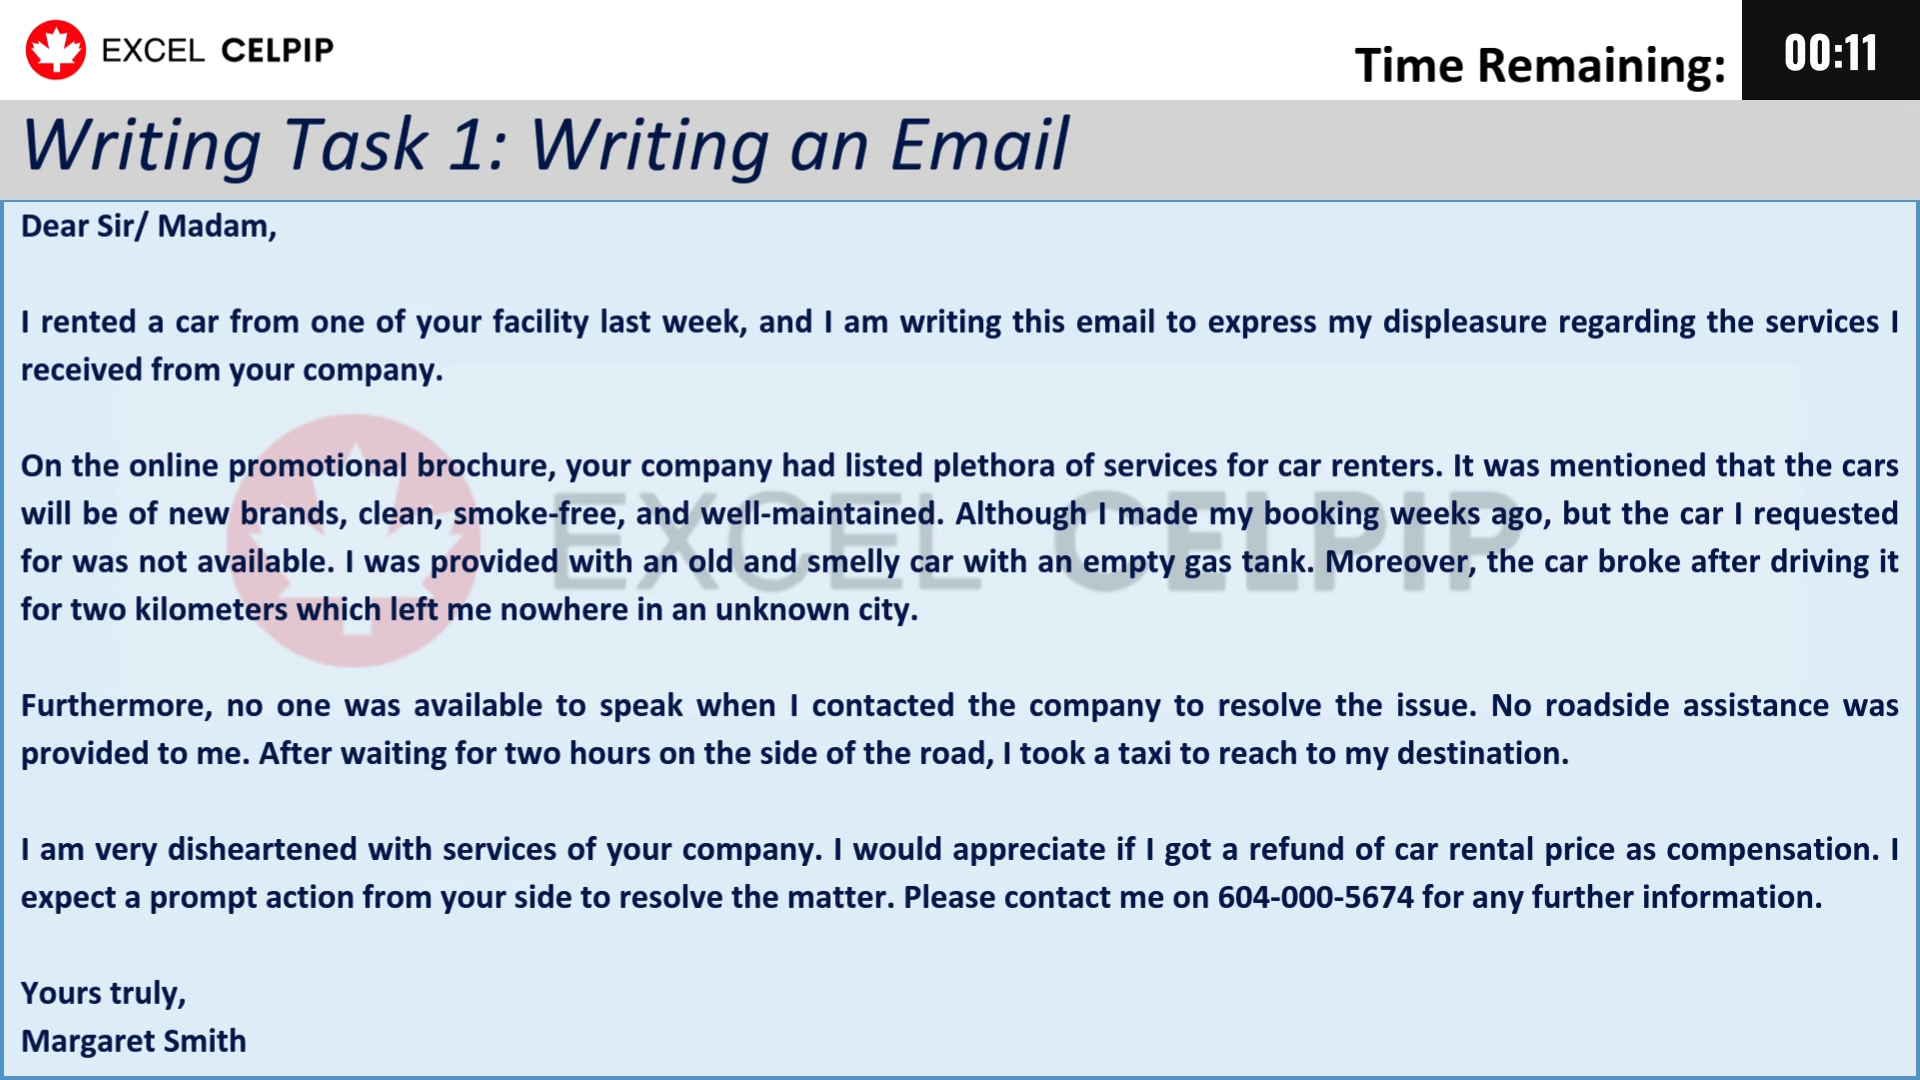 EXCEL CELPIP
Time Remaining:
00:11
Writing Task 1: Writing an Email
Dear Sir/ Madam,
I rented a car from one of your facility last week, and I am writing this email to express my displeasure regarding the services I
received from your company.
On the online promotional brochure, your company had listed plethora of services for car renters. It was mentioned that the cars
will be of new brands, clean, smoke-free, and well-maintained. Although I made my booking weeks ago, but the car I requested
for was not available. I was provided with an old and smelly car with an empty gas tank. Moreover, the car broke after driving it
for two kilometers which left me nowhere in an unknown city.
EXCEL CELPIP
Furthermore, no one was available to speak when I contacted the company to resolve the issue. No roadside assistance was
provided to me. After waiting for two hours on the side of the road, I took a taxi to reach to my destination.
I am very disheartened with services of your company. I would appreciate if I got a refund of car rental price as compensation. I
expect a prompt action from your side to resolve the matter. Please contact me on 604-000-5674 for any further information.
Yours truly,
Margaret Smith